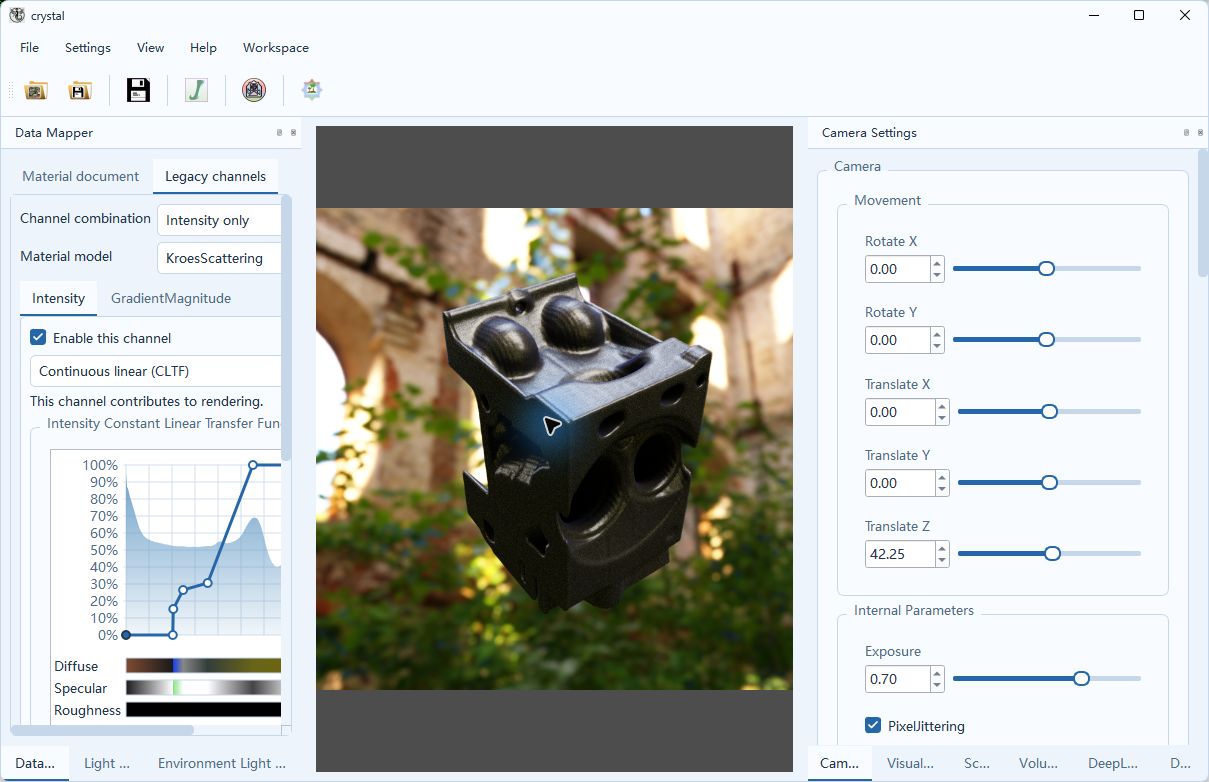 crystal
File Settings View Help Workspace
Data Mapper
Material document Legacy channels
Channel combination Intensity only
Material model KroesScattering
Intensity GradientMagnitude
Enable this channel
Continuous linear (CLTF)
This channel contributes to rendering.
Intensity Constant Linear Transfer Fun
100%
90%
80%
70%
60%
50%
40%
30%
20%
10%
0%
Diffuse
Specular
Roughness
Data... Light ... Environment Light ...
Camera Settings
Camera
Movement
Rotate X
0.00
Rotate Y
0.00
Translate X
0.00
Translate Y
0.00
Translate Z
42.25
Internal Parameters
Exposure
0.70
PixelJittering
Cam... Visual... Sc... Volu... DeepL... D...